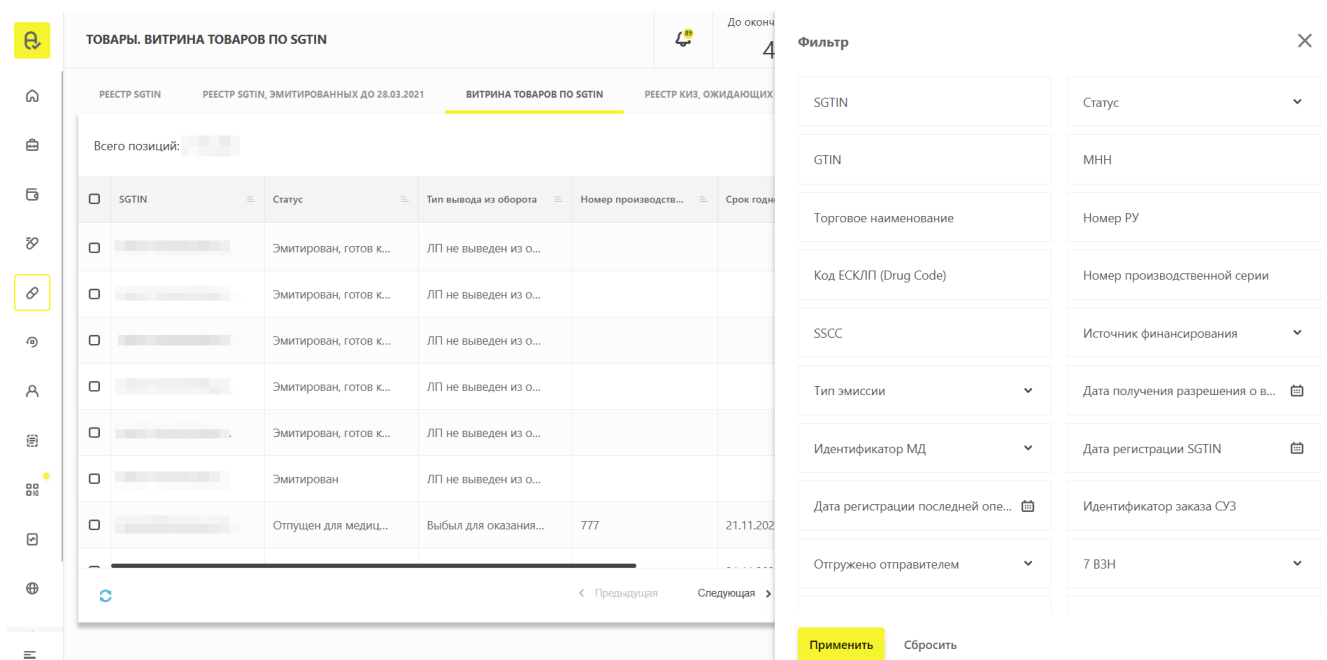 ТОВАРЫ. ВИТРИНА ТОВАРОВ ПО SGTIN
89
До оконч
4
РЕЕСТР SGTIN
РЕЕСТР SGTIN, ЭМИТИРОВАННЫХ ДО 28.03.2021
ВИТРИНА ТОВАРОВ ПО SGTIN
РЕЕСТР КИЗ, ОЖИДАЮЩИХ
Всего позиций:
SGTIN
Статус
Тип вывода из оборота
Номер производств...
Срок годн
Эмитирован, готов к...
ЛП не выведен из о...
Эмитирован, готов к...
ЛП не выведен из о...
Эмитирован, готов к...
ЛП не выведен из о...
Эмитирован, готов к...
ЛП не выведен из о...
Эмитирован, готов к...
ЛП не выведен из о...
Эмитирован
ЛП не выведен из о...
Отпущен для медиц...
Выбыл для оказания...
777
21.11.202
Предыдущая
Следующая
Фильтр
SGTIN
Статус
GTIN
МНН
Торговое наименование
Номер РУ
Код ЕСКЛП (Drug Code)
Номер производственной серии
SSCC
Источник финансирования
Тип эмиссии
Дата получения разрешения о в...
Идентификатор МД
Дата регистрации SGTIN
Дата регистрации последней опе...
Идентификатор заказа СУЗ
Отгружено отправителем
7 ВЗН
Применить
Сбросить